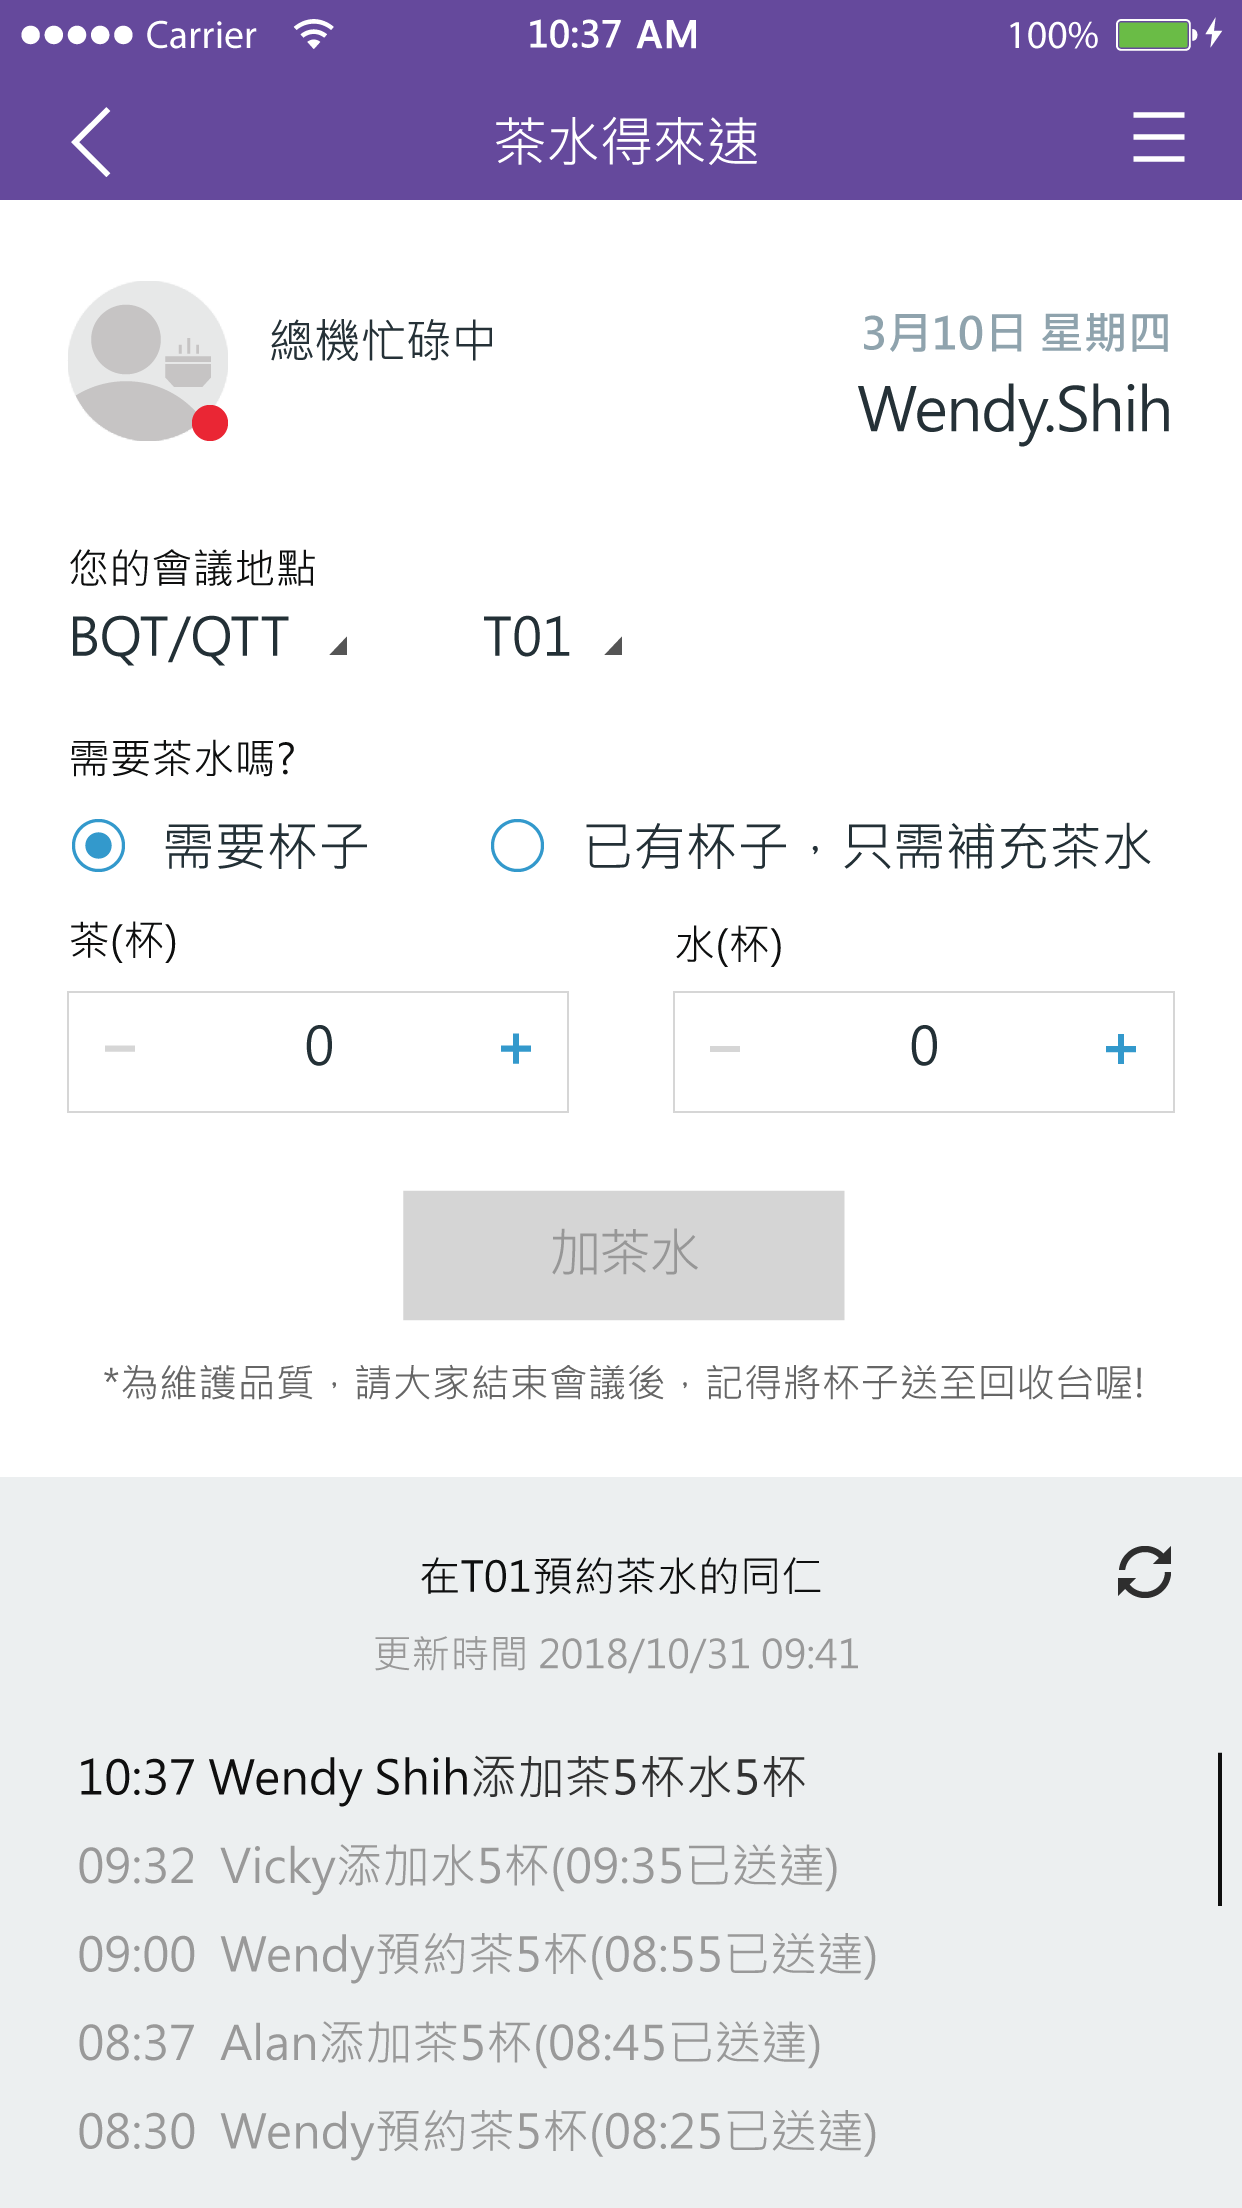 Carrier 10:37 AM 100%
茶水得來速
總機忙碌中
3月10日 星期四
Wendy.Shih
您的會議地點
BQT/QTT T01
需要茶水嗎?
需要杯子 已有杯子，只需補充茶水
茶(杯) 水(杯)
− 0 + − 0 +
加茶水
*為維護品質，請大家結束會議後，記得將杯子送至回收台喔!
在T01預約茶水的同仁
更新時間 2018/10/31 09:41
10:37 Wendy Shih添加茶5杯水5杯
09:32 Vicky添加水5杯(09:35已送達)
09:00 Wendy預約茶5杯(08:55已送達)
08:37 Alan添加茶5杯(08:45已送達)
08:30 Wendy預約茶5杯(08:25已送達)